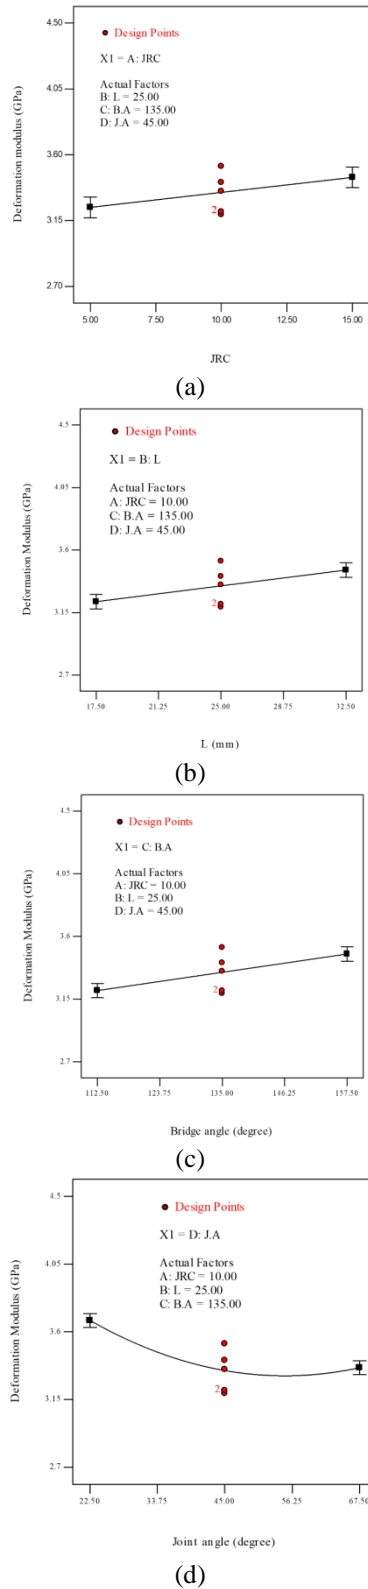 4.50
Design Points
X1 = A: JRC
4.05
Actual Factors
B: L = 25.00
C: B.A = 135.00
D: J.A = 45.00
3.60
Deformation modulus (GPa)
2
3.15
2.70
5.00 7.50 10.00 12.50 15.00
JRC
(a)
4.5
Design Points
X1 = B: L
4.05
Actual Factors
A: JRC = 10.00
C: B.A = 135.00
D: J.A = 45.00
3.6
Deformation Modulus (GPa)
2
3.15
2.7
17.50 21.25 25.00 28.75 32.50
L (mm)
(b)
4.5
Design Points
X1 = C: B.A
4.05
Actual Factors
A: JRC = 10.00
B: L = 25.00
D: J.A = 45.00
3.6
Deformation Modulus (GPa)
2
3.15
2.7
112.50 123.75 135.00 146.25 157.50
Bridge angle (degree)
(c)
4.5
Design Points
X1 = D: J.A
4.05
Actual Factors
A: JRC = 10.00
B: L = 25.00
C: B.A = 135.00
3.6
Deformation Modulus (GPa)
2
3.15
2.7
22.50 33.75 45.00 56.25 67.50
Joint angle (degree)
(d)